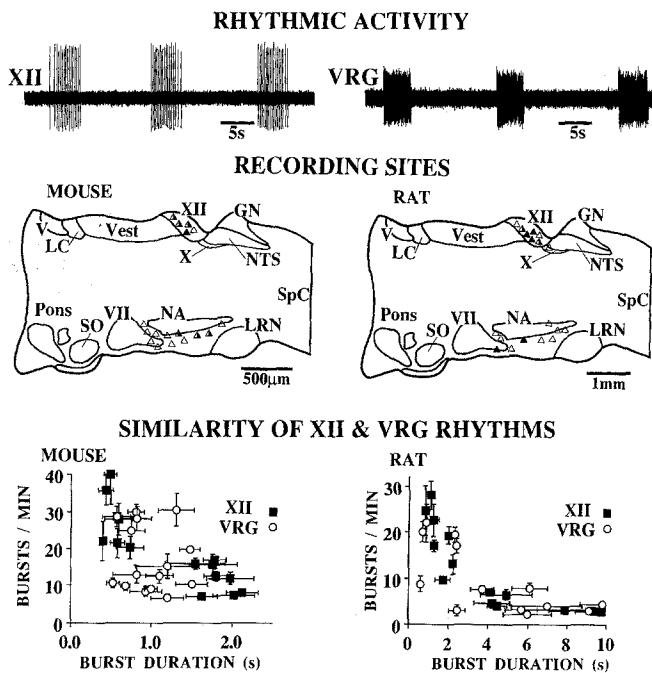 RHYTHMIC ACTIVITY
XII
VRG
5s
5s
RECORDING SITES
MOUSE
RAT
XII
GN
V
LC
Vest
X
NTS
SpC
Pons
SO
VII
NA
LRN
500μm
XII
GN
V
LC
Vest
X
NTS
SpC
Pons
SO
VII
NA
LRN
1mm
SIMILARITY OF XII & VRG RHYTHMS
MOUSE
RAT
BURSTS / MIN
40
30
20
10
0
XII
VRG
0.0
1.0
2.0
BURST DURATION (s)
BURSTS / MIN
30
20
10
0
XII
VRG
0
2
4
6
8
10
BURST DURATION (s)